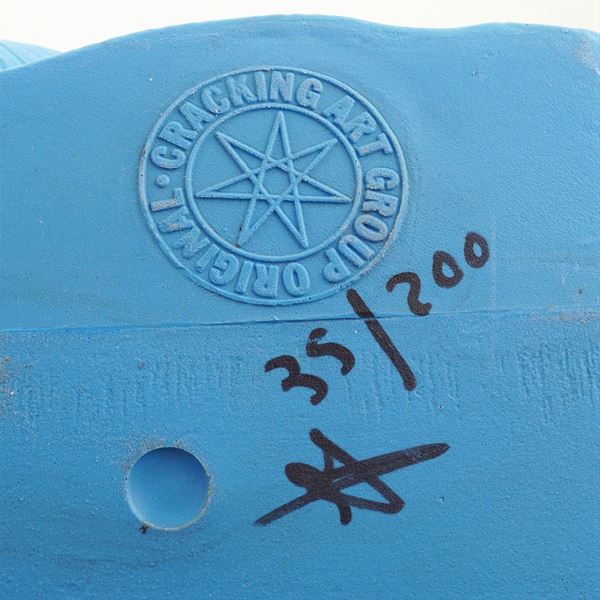 CRACKING ART GROUP ORIGINAL •
35/200